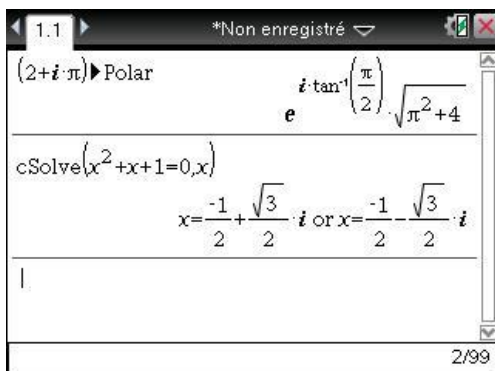 1.1 *Non enregistré
(2+i·π)▶Polar
e^(i·tan⁻¹(π/2))·√(π²+4)
cSolve(x²+x+1=0,x)
x=-1/2+√3/2·i or x=-1/2-√3/2·i
2/99